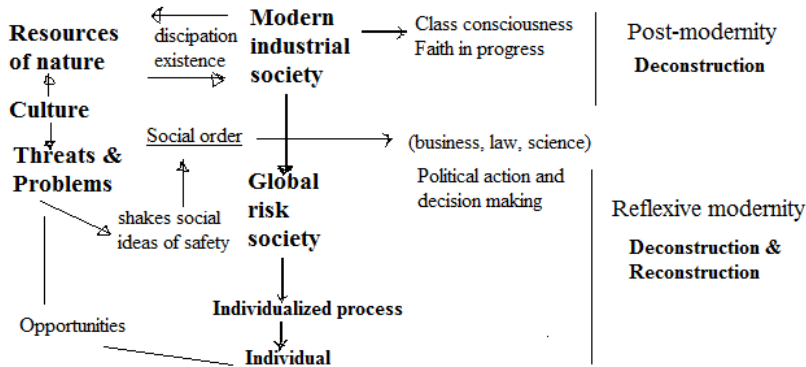 Resources
of nature
discipation
existence
Modern
industrial
society
Class consciousness
Faith in progress
Post-modernity
Deconstruction
Culture
Threats &
Problems
Social order
(business, law, science)
Political action and
decision making
shakes social
ideas of safety
Global
risk
society
Reflexive modernity
Deconstruction &
Reconstruction
Individualized process
Opportunities
Individual